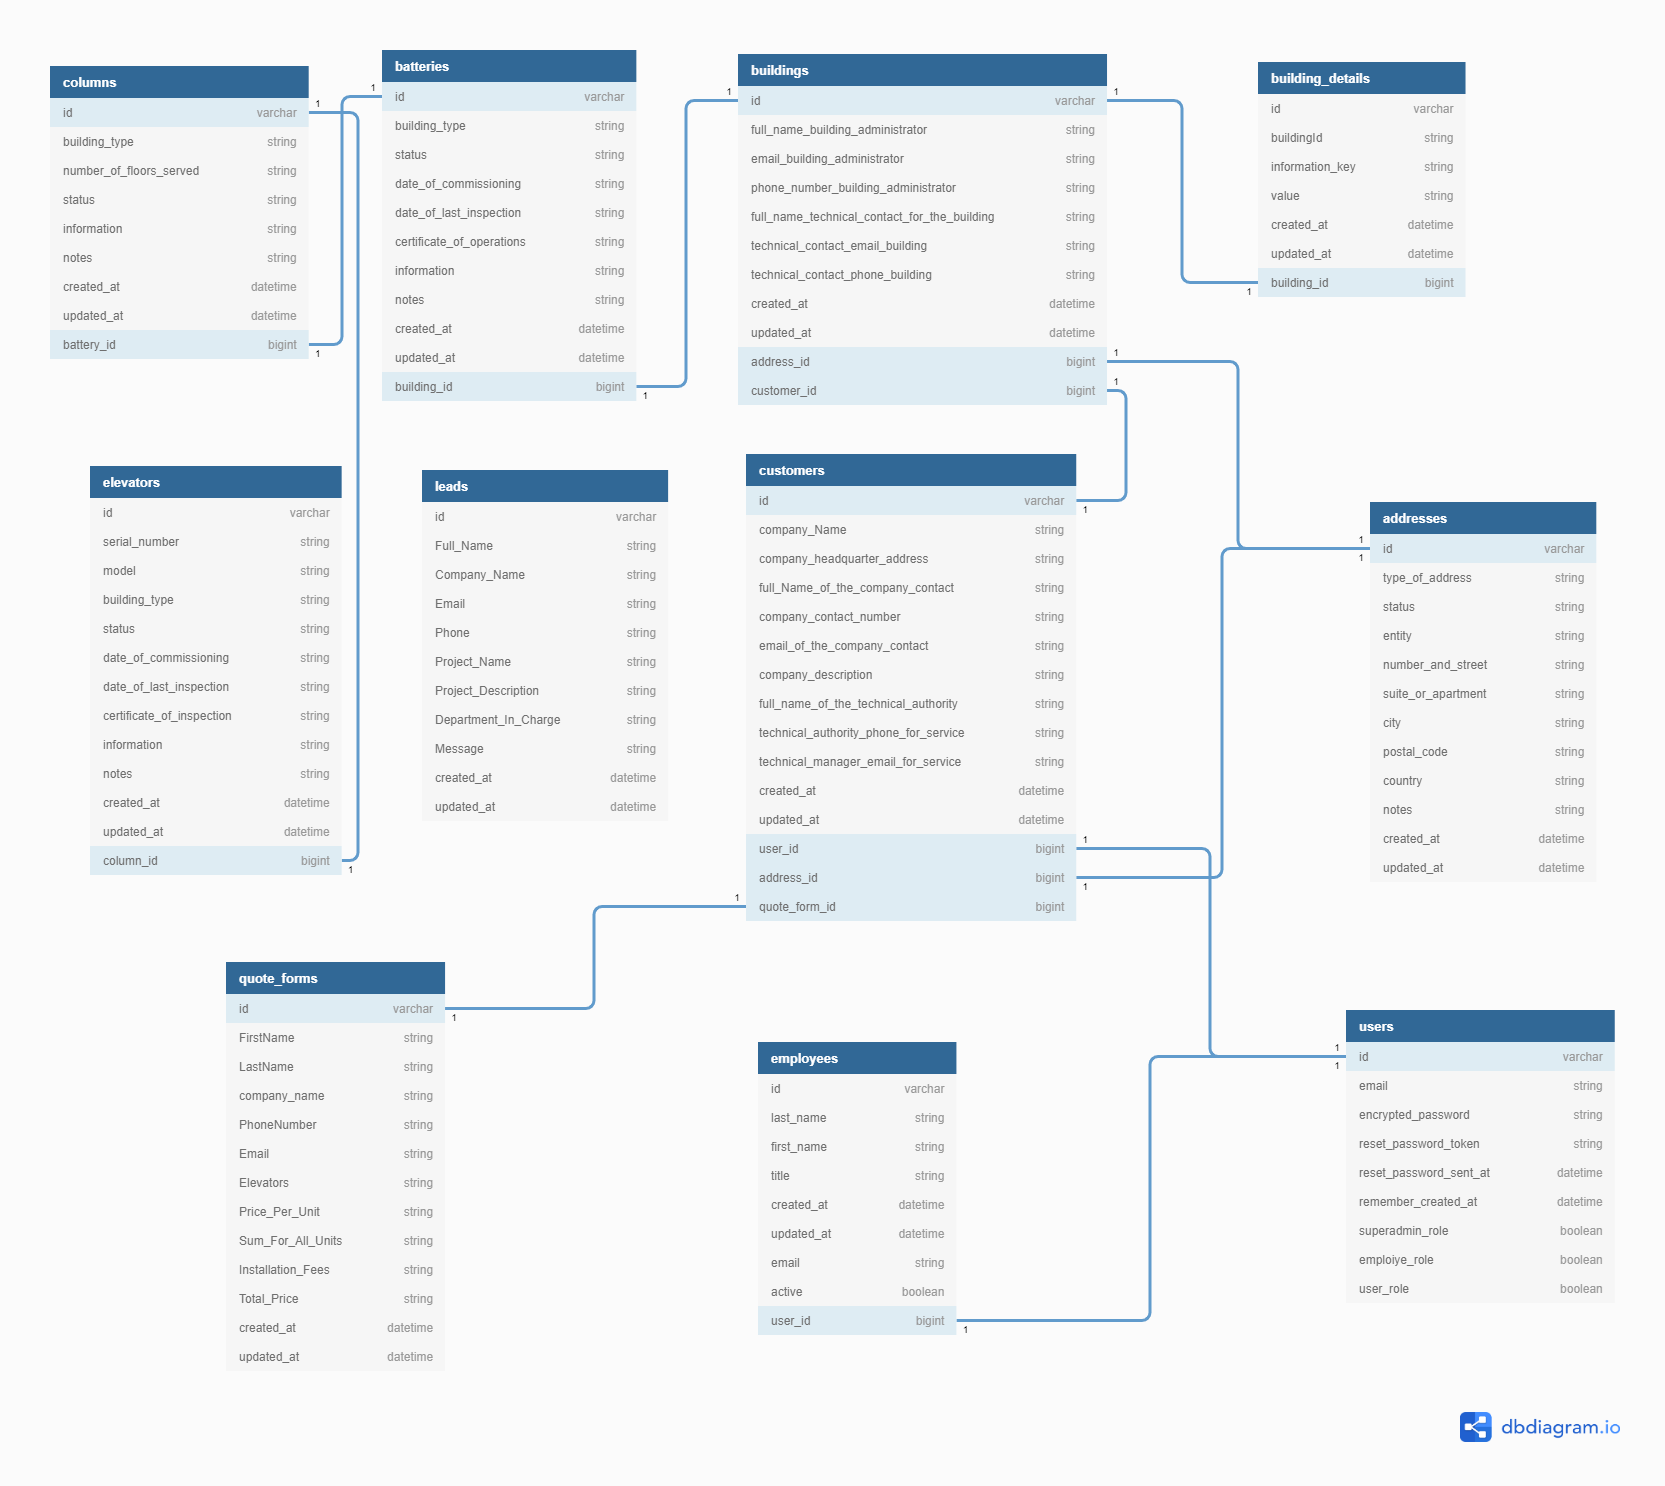 columns
id varchar
building_type string
number_of_floors_served string
status string
information string
notes string
created_at datetime
updated_at datetime
battery_id bigint
1
1
batteries
id varchar
building_type string
status string
date_of_commissioning string
date_of_last_inspection string
certificate_of_operations string
information string
notes string
created_at datetime
updated_at datetime
building_id bigint
1
1
buildings
id varchar
full_name_building_administrator string
email_building_administrator string
phone_number_building_administrator string
full_name_technical_contact_for_the_building string
technical_contact_email_building string
technical_contact_phone_building string
created_at datetime
updated_at datetime
address_id bigint
customer_id bigint
1
1
1
1
building_details
id varchar
buildingId string
information_key string
value string
created_at datetime
updated_at datetime
building_id bigint
1
elevators
id varchar
serial_number string
model string
building_type string
status string
date_of_commissioning string
date_of_last_inspection string
certificate_of_inspection string
information string
notes string
created_at datetime
updated_at datetime
column_id bigint
1
leads
id varchar
Full_Name string
Company_Name string
Email string
Phone string
Project_Name string
Project_Description string
Department_In_Charge string
Message string
created_at datetime
updated_at datetime
customers
id varchar
company_Name string
company_headquarter_address string
full_Name_of_the_company_contact string
company_contact_number string
email_of_the_company_contact string
company_description string
full_name_of_the_technical_authority string
technical_authority_phone_for_service string
technical_manager_email_for_service string
created_at datetime
updated_at datetime
user_id bigint
address_id bigint
quote_form_id bigint
1
1
1
1
addresses
id varchar
type_of_address string
status string
entity string
number_and_street string
suite_or_apartment string
city string
postal_code string
country string
notes string
created_at datetime
updated_at datetime
1
1
quote_forms
id varchar
FirstName string
LastName string
company_name string
PhoneNumber string
Email string
Elevators string
Price_Per_Unit string
Sum_For_All_Units string
Installation_Fees string
Total_Price string
created_at datetime
updated_at datetime
1
employees
id varchar
last_name string
first_name string
title string
created_at datetime
updated_at datetime
email string
active boolean
user_id bigint
1
users
id varchar
email string
encrypted_password string
reset_password_token string
reset_password_sent_at datetime
remember_created_at datetime
superadmin_role boolean
emploiye_role boolean
user_role boolean
1
1
dbdiagram.io